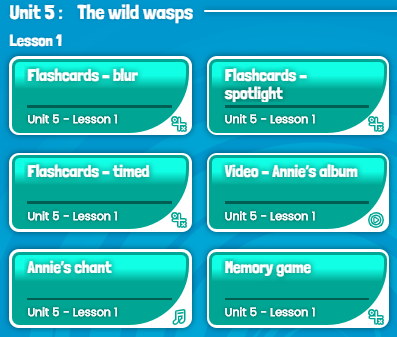 Unit 5 : The wild wasps
Lesson 1
Flashcards - blur
Unit 5 - Lesson 1
Flashcards -
spotlight
Unit 5 - Lesson 1
Flashcards - timed
Unit 5 - Lesson 1
Video - Annie's album
Unit 5 - Lesson 1
Annie's chant
Unit 5 - Lesson 1
Memory game
Unit 5 - Lesson 1